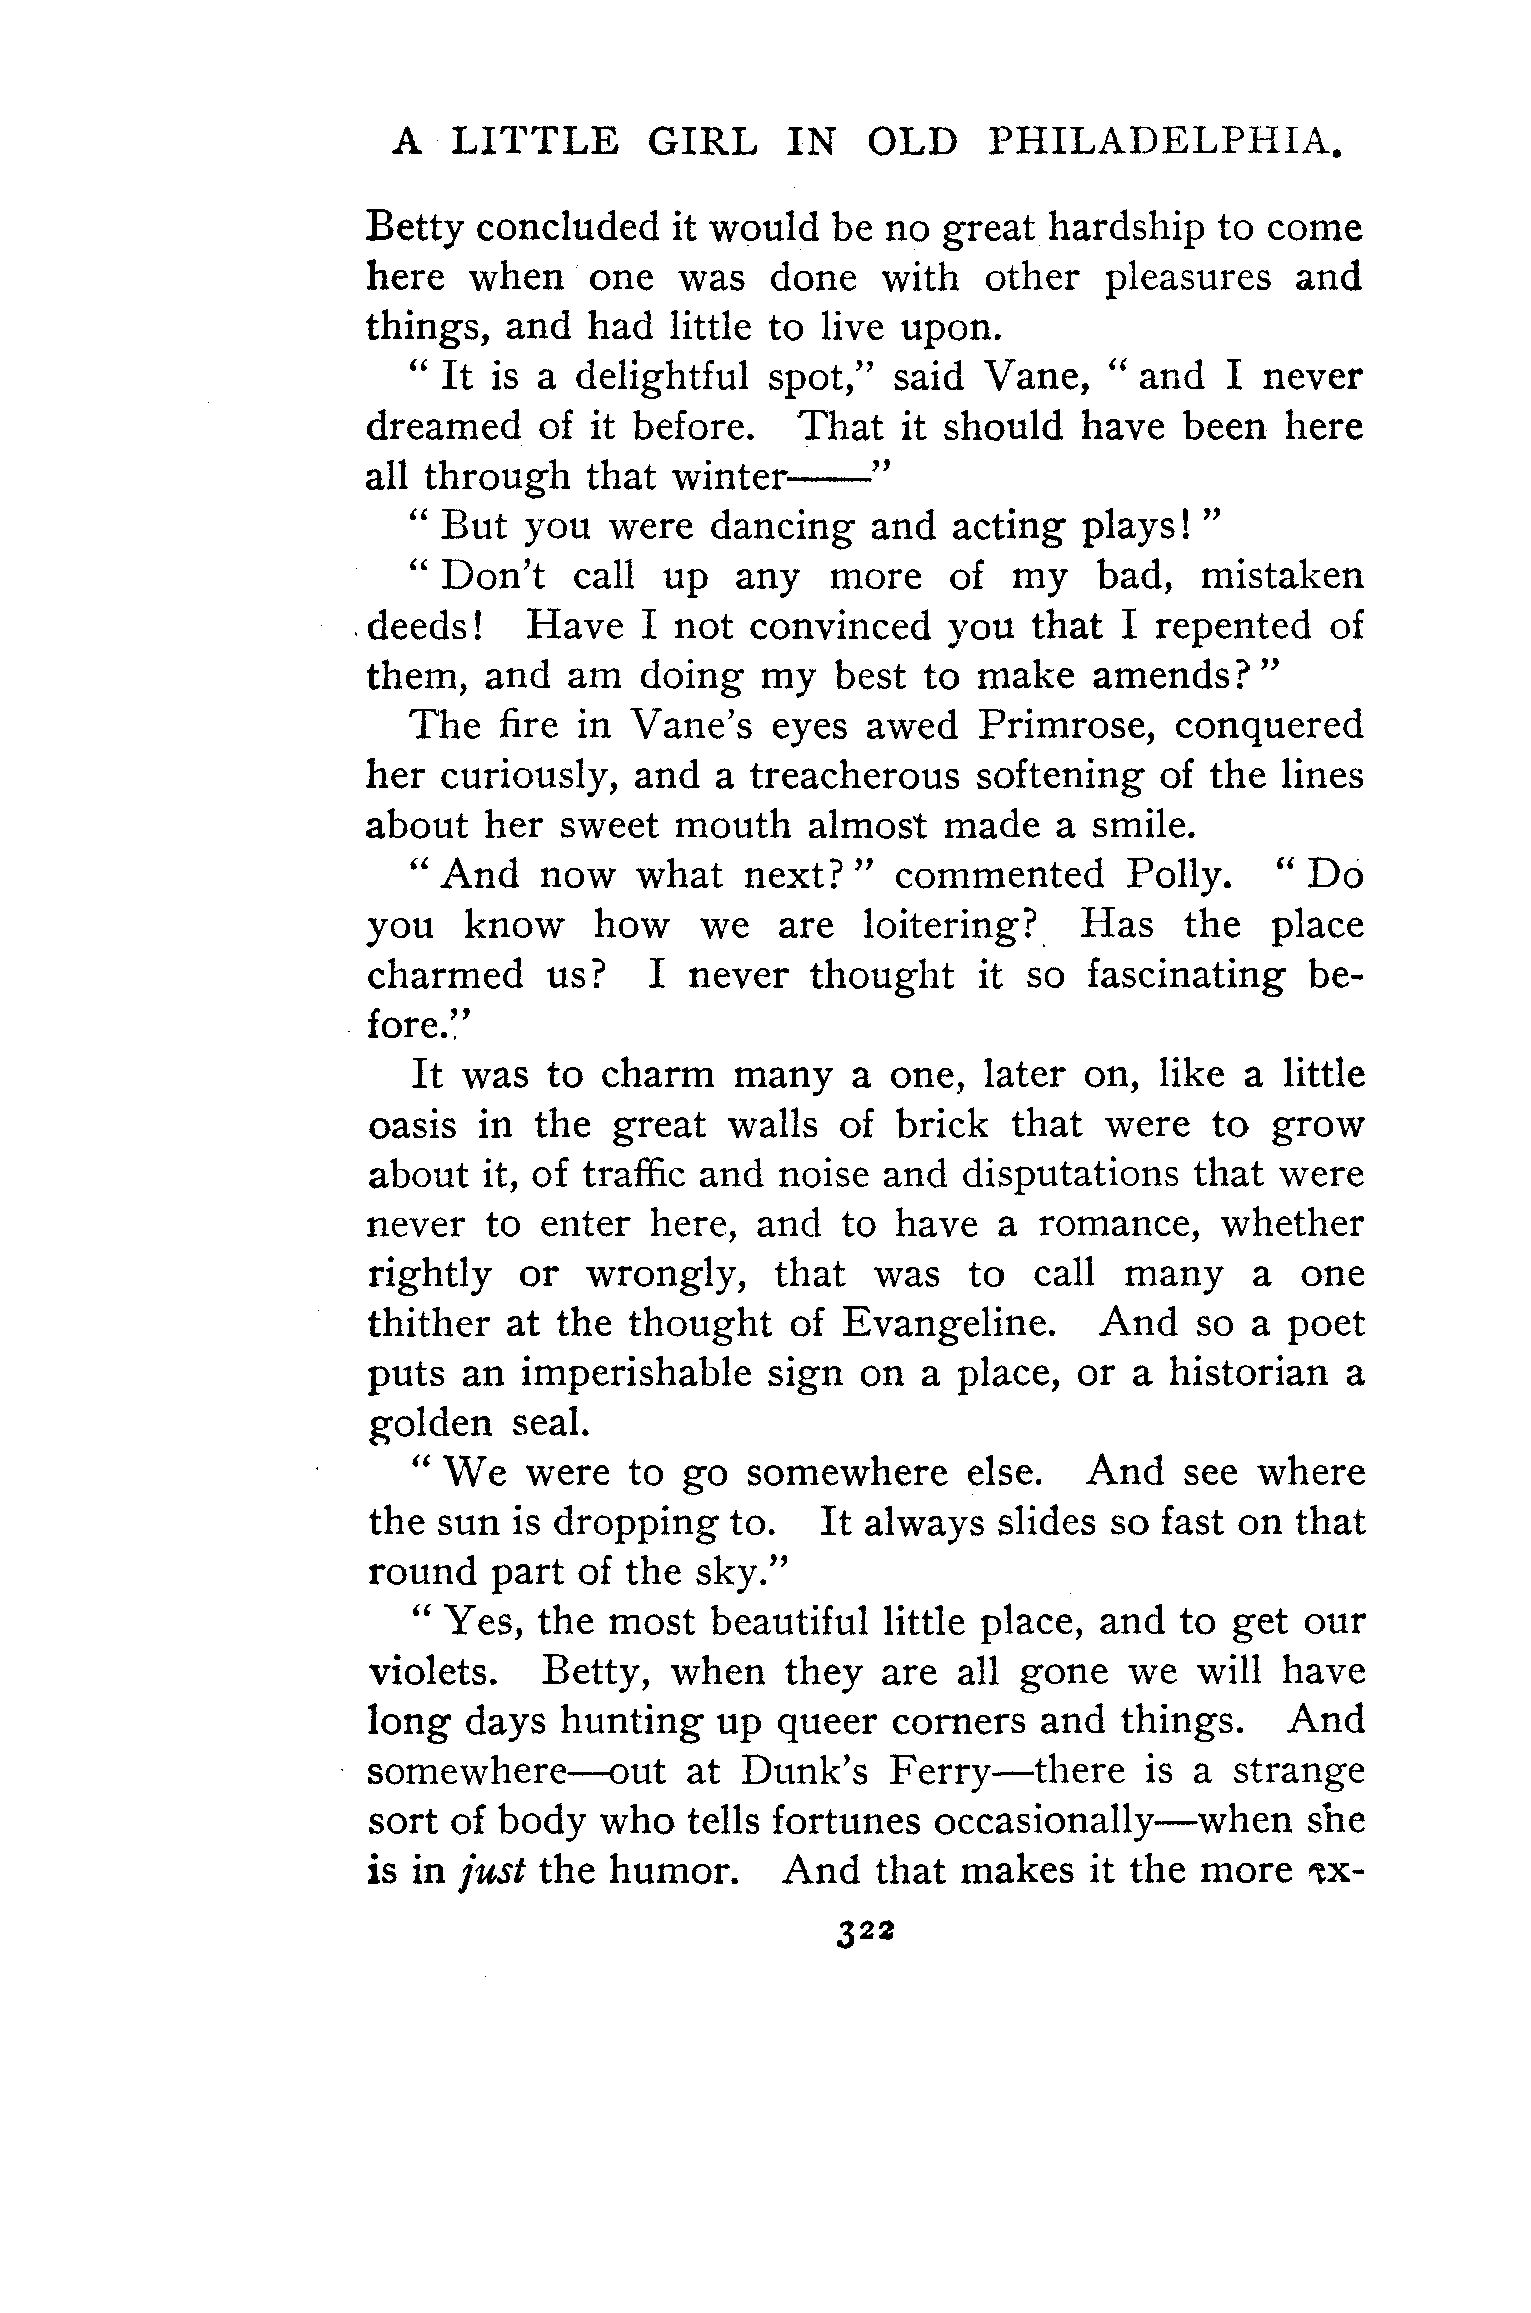 A LITTLE GIRL IN OLD PHILADELPHIA.
Betty concluded it would be no great hardship to come
here when one was done with other pleasures and
things, and had little to live upon.
“ It is a delightful spot,” said Vane, “ and I never
dreamed of it before. That it should have been here
all through that winter——”
“ But you were dancing and acting plays! ”
“ Don’t call up any more of my bad, mistaken
deeds! Have I not convinced you that I repented of
them, and am doing my best to make amends? ”
The fire in Vane’s eyes awed Primrose, conquered
her curiously, and a treacherous softening of the lines
about her sweet mouth almost made a smile.
“ And now what next? ” commented Polly. “ Do
you know how we are loitering? Has the place
charmed us? I never thought it so fascinating be-
fore.”
It was to charm many a one, later on, like a little
oasis in the great walls of brick that were to grow
about it, of traffic and noise and disputations that were
never to enter here, and to have a romance, whether
rightly or wrongly, that was to call many a one
thither at the thought of Evangeline. And so a poet
puts an imperishable sign on a place, or a historian a
golden seal.
“ We were to go somewhere else. And see where
the sun is dropping to. It always slides so fast on that
round part of the sky.”
“ Yes, the most beautiful little place, and to get our
violets. Betty, when they are all gone we will have
long days hunting up queer corners and things. And
somewhere—out at Dunk’s Ferry—there is a strange
sort of body who tells fortunes occasionally—when she
is in just the humor. And that makes it the more ex-
322